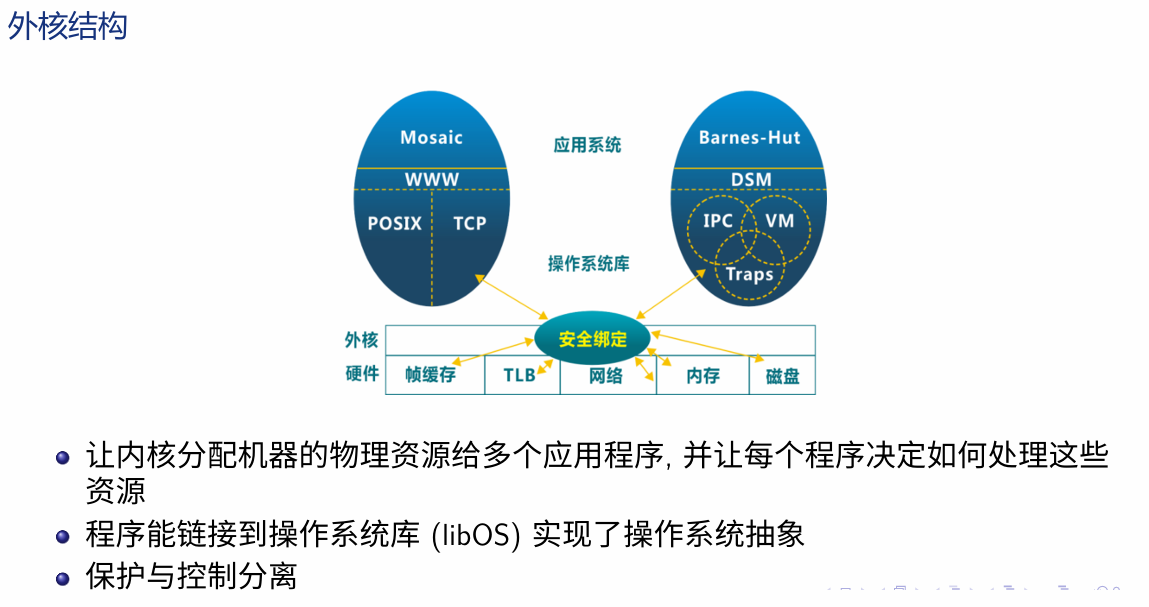 外核结构
Mosaic
应用系统
Barnes-Hut
WWW
DSM
POSIX
TCP
IPC
VM
操作系统库
Traps
外核
安全绑定
硬件
帧缓存
TLB
网络
内存
磁盘
让内核分配机器的物理资源给多个应用程序, 并让每个程序决定如何处理这些
资源
程序能链接到操作系统库 (libOS) 实现了操作系统抽象
保护与控制分离